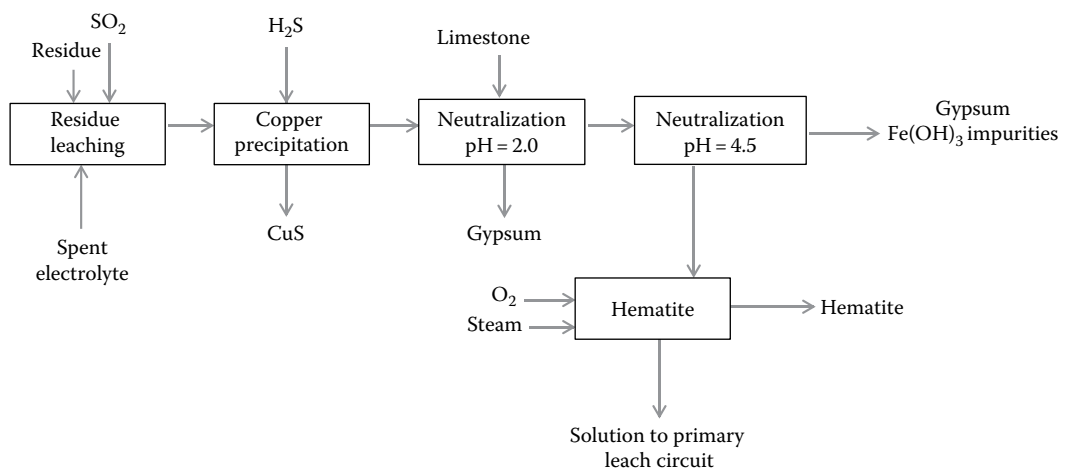 SO₂
Residue
H₂S
Limestone
Residue
leaching
Copper
precipitation
Neutralization
pH = 2.0
Neutralization
pH = 4.5
Gypsum
Fe(OH)₃ impurities
Spent
electrolyte
CuS
Gypsum
O₂
Steam
Hematite
Hematite
Solution to primary
leach circuit